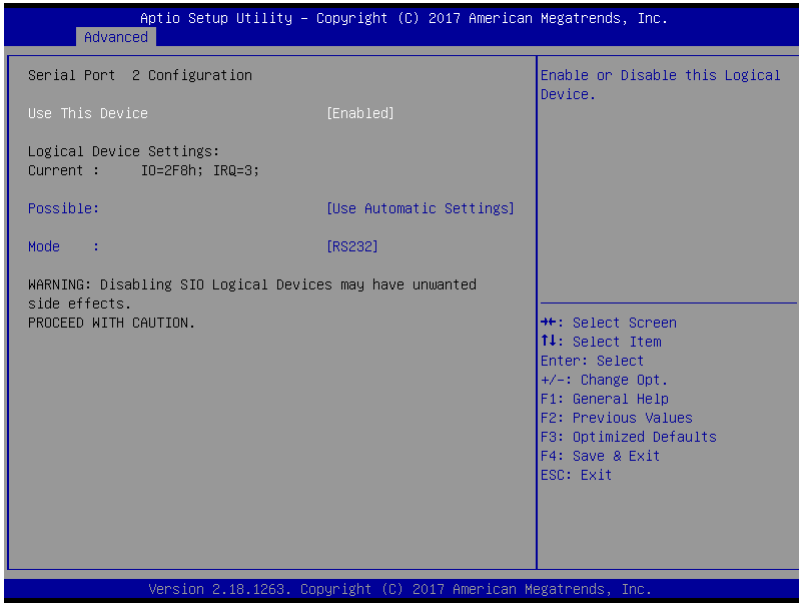 Aptio Setup Utility – Copyright (C) 2017 American Megatrends, Inc.
Advanced
Serial Port 2 Configuration
Use This Device [Enabled]
Logical Device Settings:
Current : IO=2F8h; IRQ=3;
Possible: [Use Automatic Settings]
Mode : [RS232]
WARNING: Disabling SIO Logical Devices may have unwanted
side effects.
PROCEED WITH CAUTION.
Enable or Disable this Logical
Device.
→←: Select Screen
↑↓: Select Item
Enter: Select
+/-: Change Opt.
F1: General Help
F2: Previous Values
F3: Optimized Defaults
F4: Save & Exit
ESC: Exit
Version 2.18.1263. Copyright (C) 2017 American Megatrends, Inc.